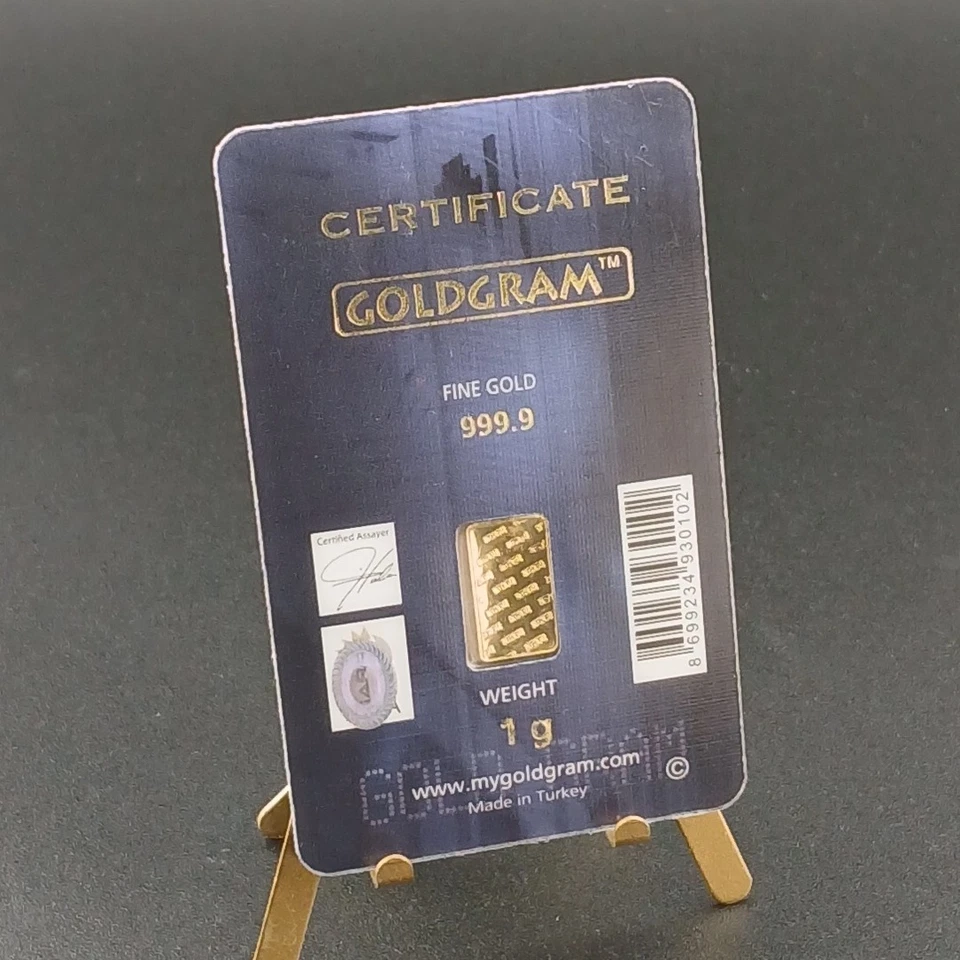 CERTIFICATE
GOLDGRAM™
FINE GOLD
999.9
Certified Assayer
8 699234 930102
WEIGHT
1 g
www.mygoldgram.com ©
Made in Turkey